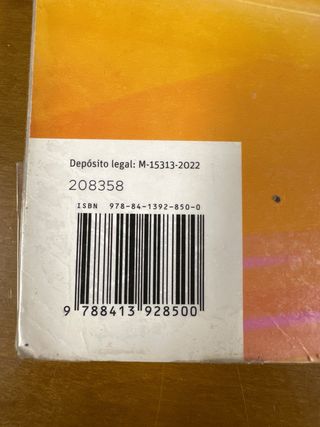 Depósito legal: M-15313-2022
208358
ISBN 978-84-1392-850-0
9 788413 928500